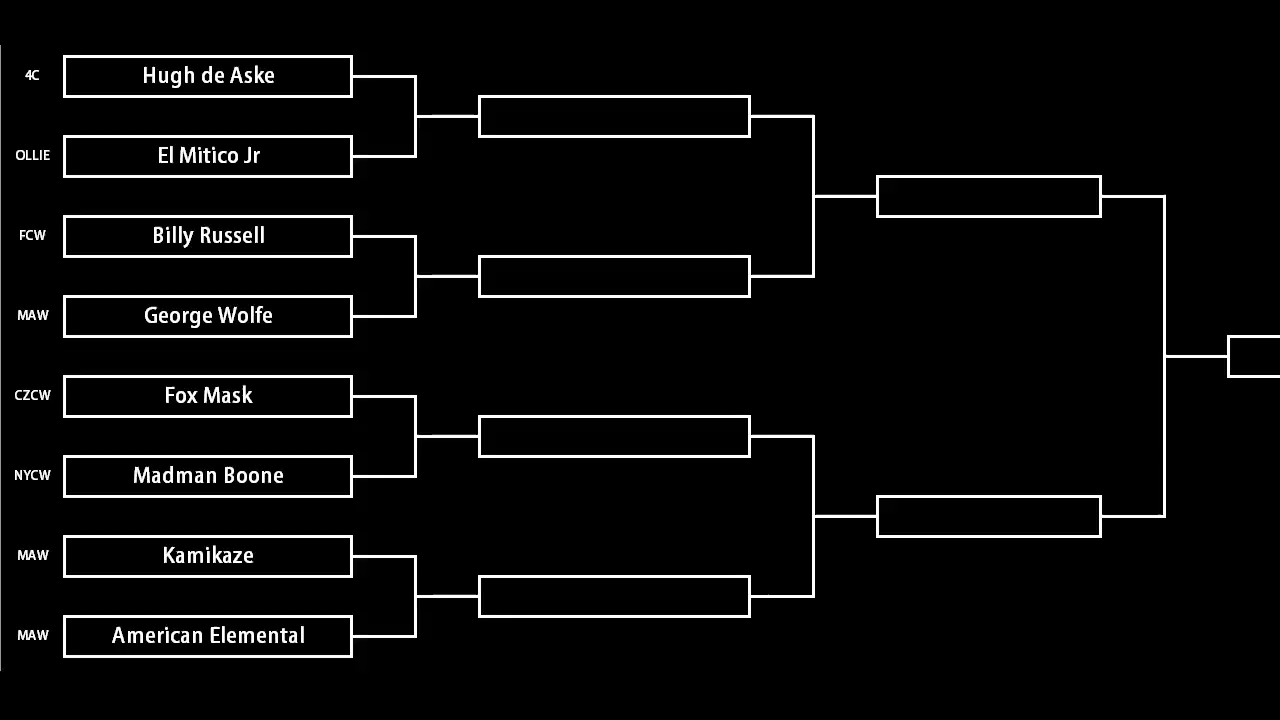 4C Hugh de Aske
OLLIE El Mitico Jr
FCW Billy Russell
MAW George Wolfe
CZCW Fox Mask
NYCW Madman Boone
MAW Kamikaze
MAW American Elemental